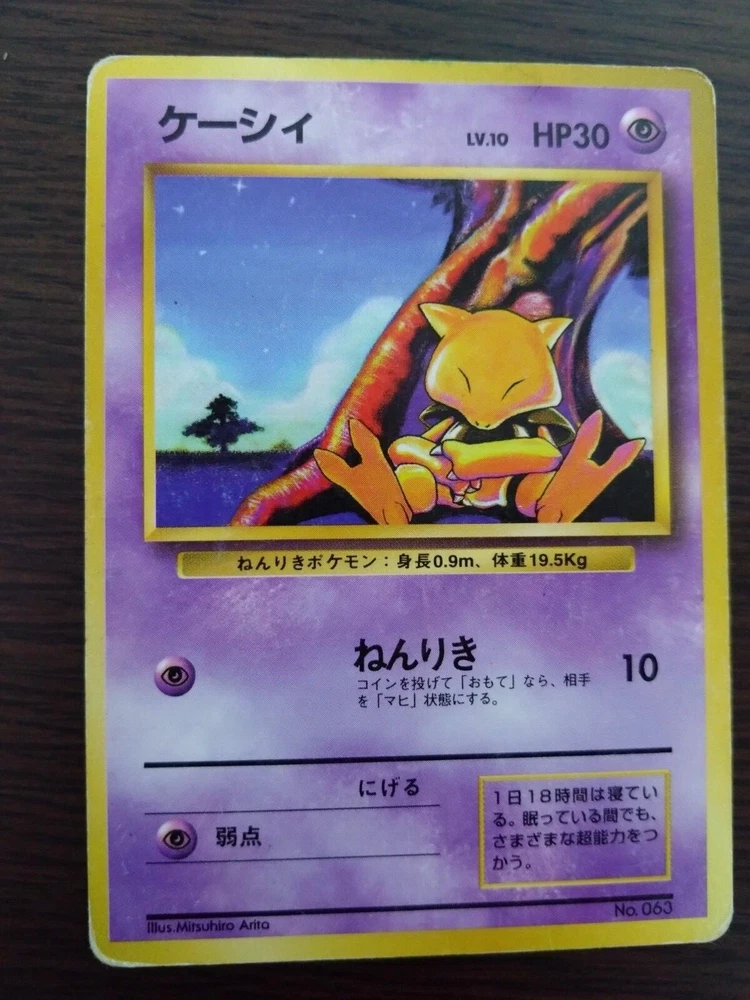 ケーシィ LV.10 HP30
ねんりきポケモン：身長0.9m、体重19.5Kg
ねんりき 10
コインを投げて「おもて」なら、相手
を「マヒ」状態にする。
にげる
弱点
1日18時間は寝てい
る。眠っている間でも、
さまざまな超能力をつ
かう。
Illus.Mitsuhiro Arita
No. 063